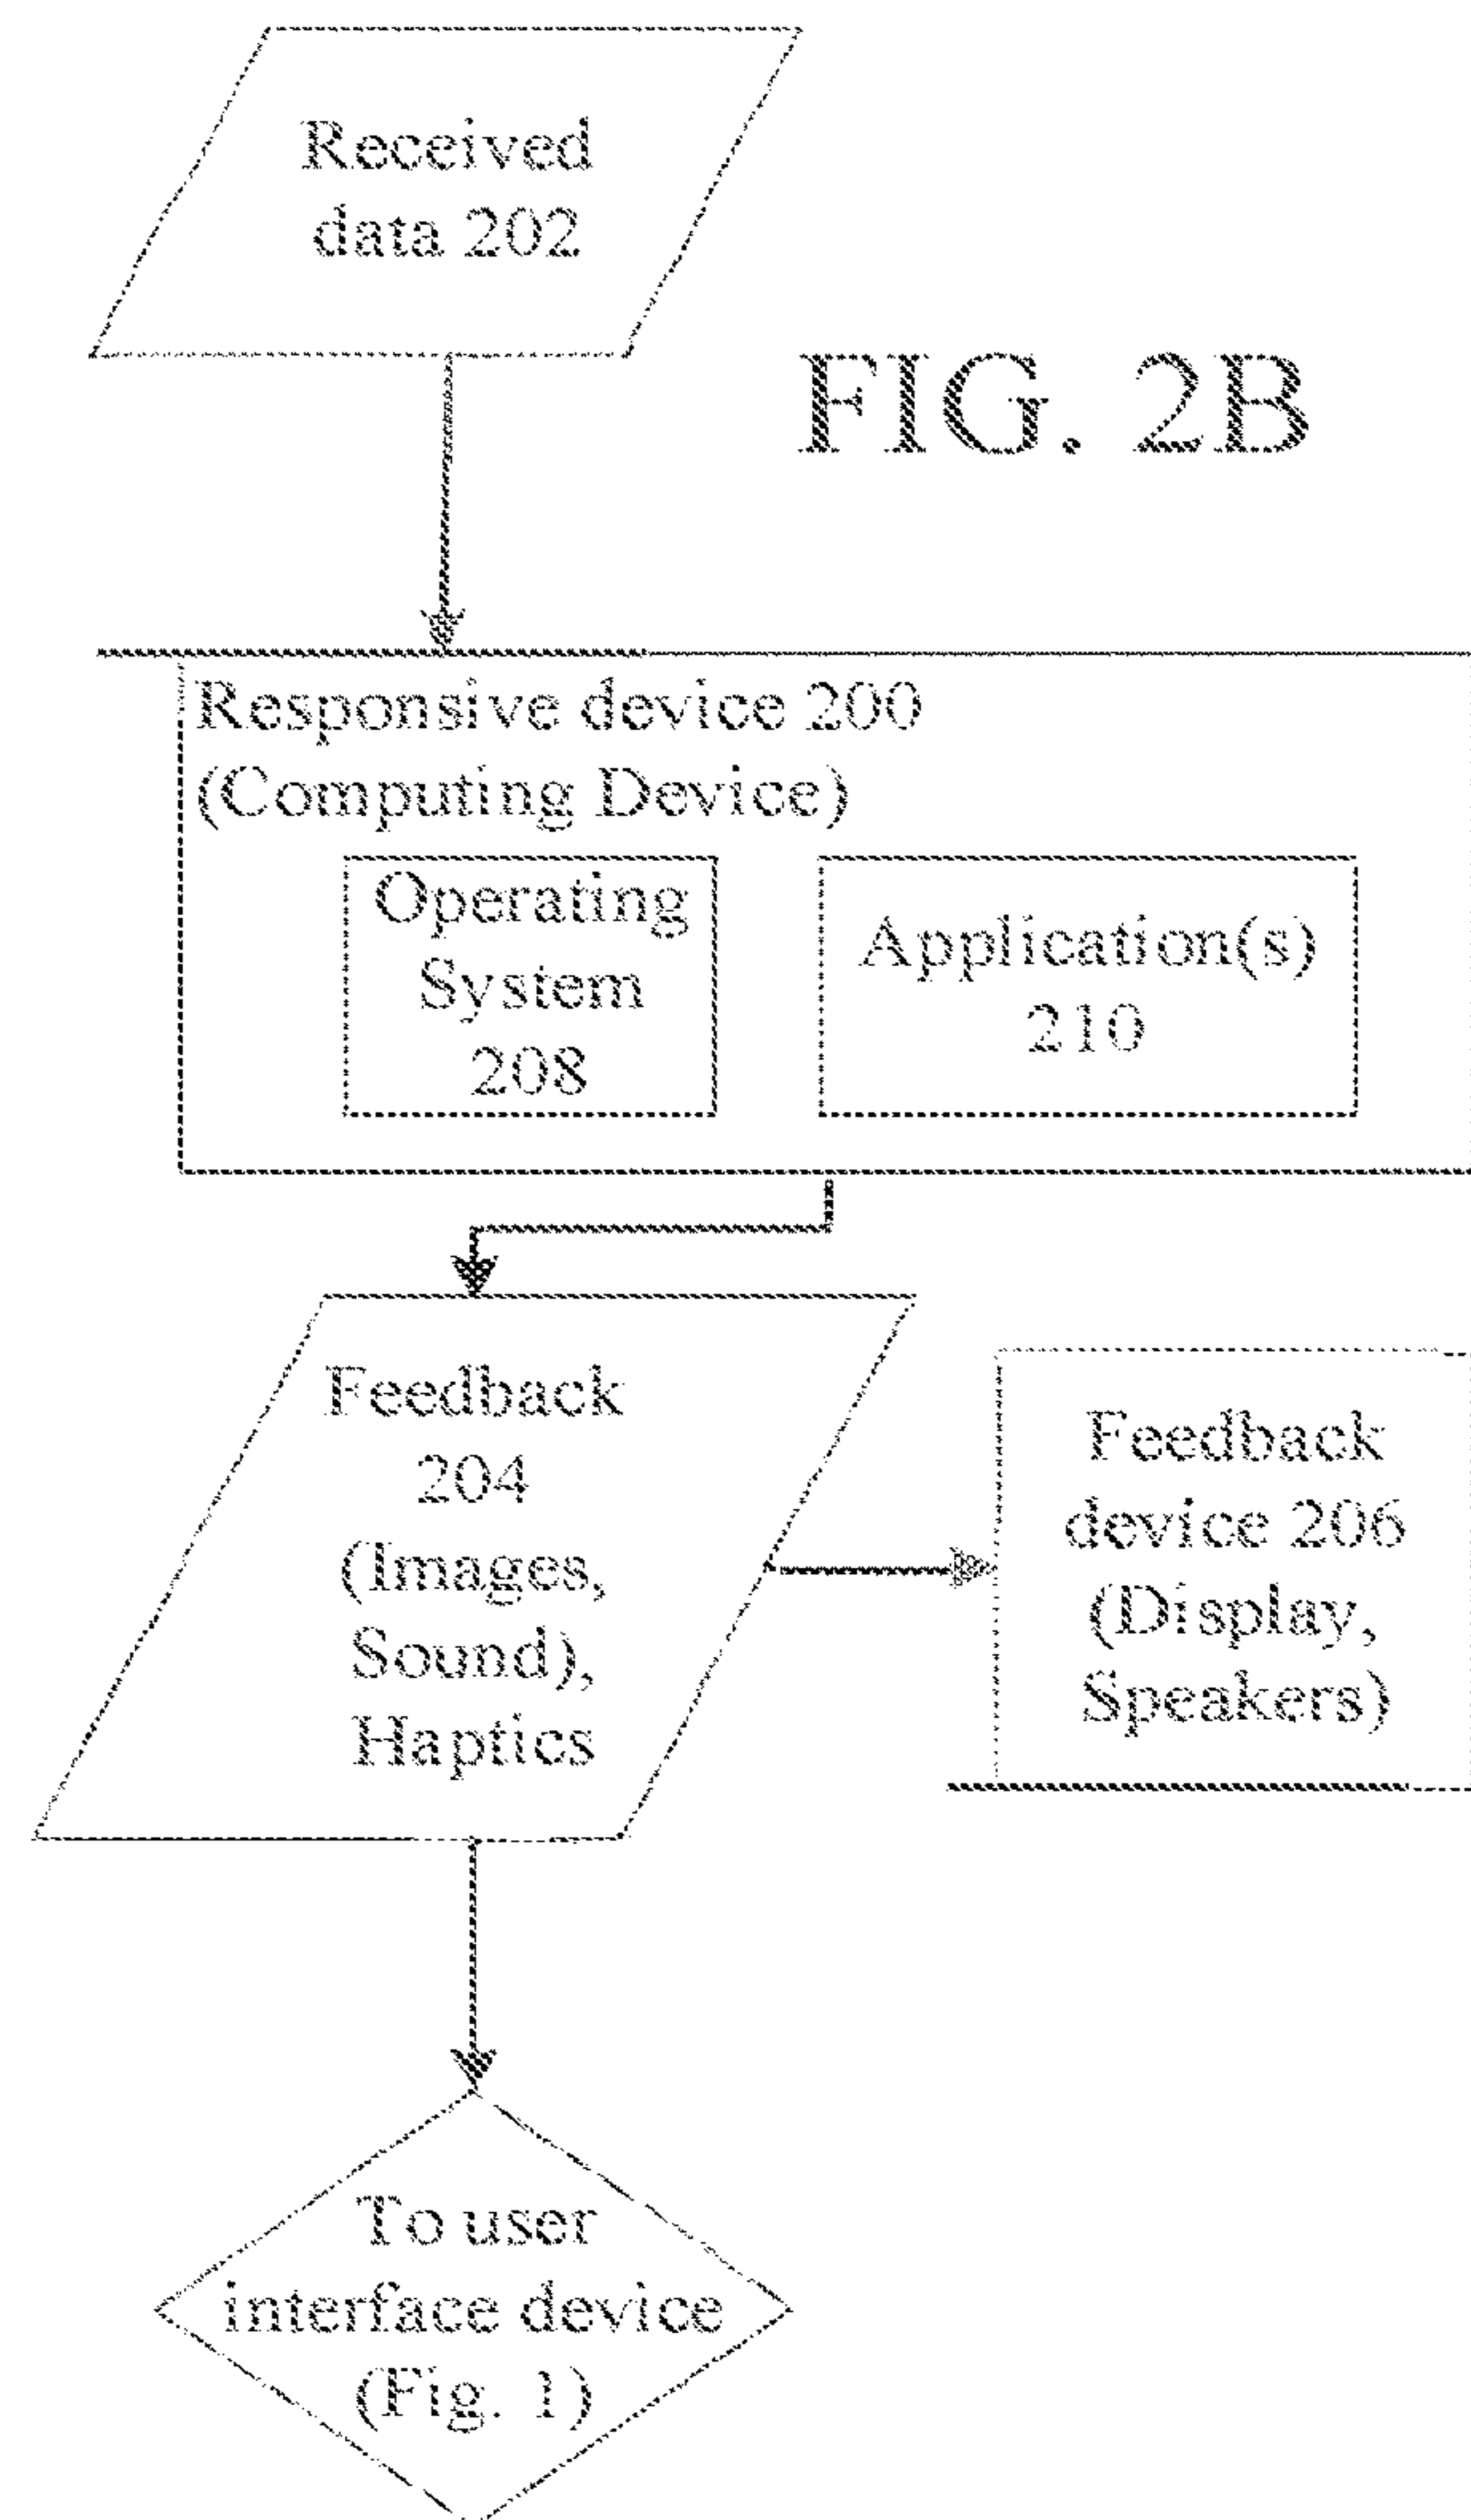 Received
data 202
FIG. 2B
Responsive device 200
(Computing Device)
Operating
System
208
Application(s)
210
Feedback
204
(Images,
Sound),
Haptics
Feedback
device 206
(Display,
Speakers)
To user
interface device
(Fig. 1)